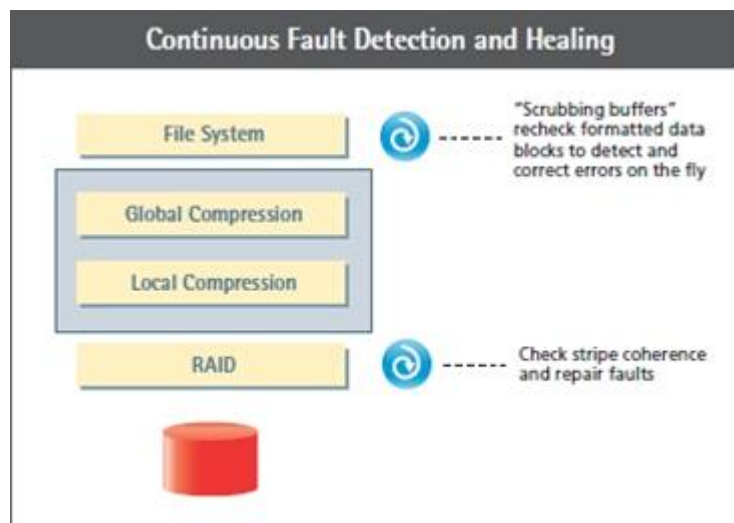 Continuous Fault Detection and Healing
File System
"Scrubbing buffers"
recheck formatted data
blocks to detect and
correct errors on the fly
Global Compression
Local Compression
RAID
Check stripe coherence
and repair faults